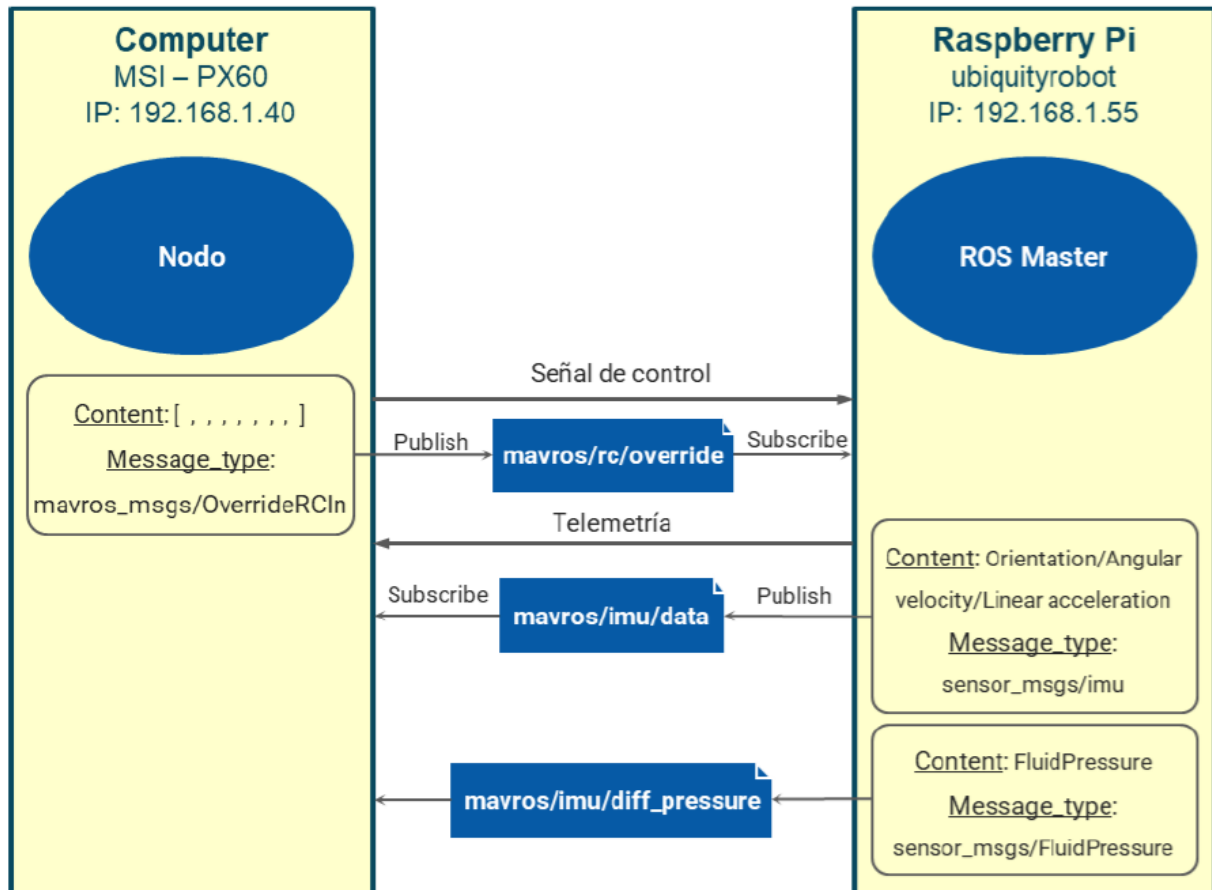 Computer
MSI – PX60
IP: 192.168.1.40
Nodo
Content: [ , , , , , , , ]
Message_type:
mavros_msgs/OverrideRCIn
Señal de control
Publish
mavros/rc/override
Subscribe
Telemetría
Subscribe
mavros/imu/data
Publish
mavros/imu/diff_pressure
Raspberry Pi
ubiquityrobot
IP: 192.168.1.55
ROS Master
Content: Orientation/Angular
velocity/Linear acceleration
Message_type:
sensor_msgs/imu
Content: FluidPressure
Message_type:
sensor_msgs/FluidPressure